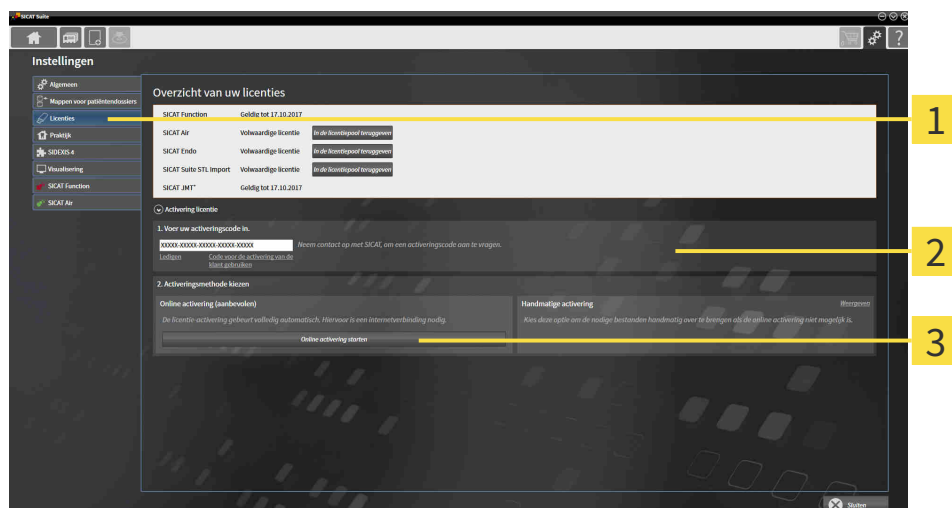 SICAT Suite
Instellingen
Algemeen
Mappen voor patiëntendossiers
Licenties
Praktijk
SIDEXIS 4
Visualisering
SICAT Function
SICAT Air
Overzicht van uw licenties
SICAT Function Geldig tot 17.10.2017
SICAT Air Volwaardige licentie In de licentiepool teruggeven
SICAT Endo Volwaardige licentie In de licentiepool teruggeven
SICAT Suite STL Import Volwaardige licentie In de licentiepool teruggeven
SICAT JMT⁺ Geldig tot 17.10.2017
Activering licentie
1. Voer uw activeringscode in.
XXXXX-XXXXX-XXXXX-XXXXX-XXXXX Neem contact op met SICAT, om een activeringscode aan te vragen.
Ledigen Code voor de activering van de
klant gebruiken
2. Activeringsmethode kiezen
Online activering (aanbevolen)
De licentie-activering gebeurt volledig automatisch. Hiervoor is een internetverbinding nodig.
Online activering starten
Handmatige activering Weergeven
Kies deze optie om de nodige bestanden handmatig over te brengen als de online activering niet mogelijk is.
Sluiten
?
1
2
3